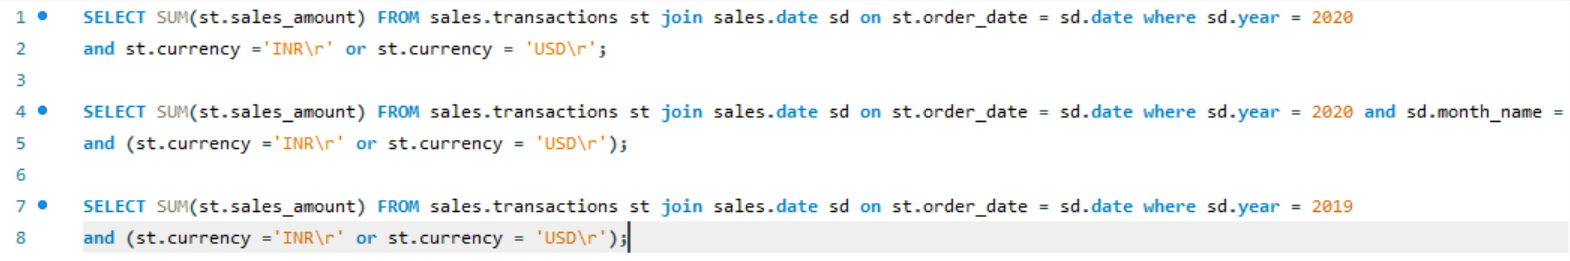 1 SELECT SUM(st.sales_amount) FROM sales.transactions st join sales.date sd on st.order_date = sd.date where sd.year = 2020
2 and st.currency ='INR\r' or st.currency = 'USD\r';
3
4 SELECT SUM(st.sales_amount) FROM sales.transactions st join sales.date sd on st.order_date = sd.date where sd.year = 2020 and sd.month_name =
5 and (st.currency ='INR\r' or st.currency = 'USD\r');
6
7 SELECT SUM(st.sales_amount) FROM sales.transactions st join sales.date sd on st.order_date = sd.date where sd.year = 2019
8 and (st.currency ='INR\r' or st.currency = 'USD\r');